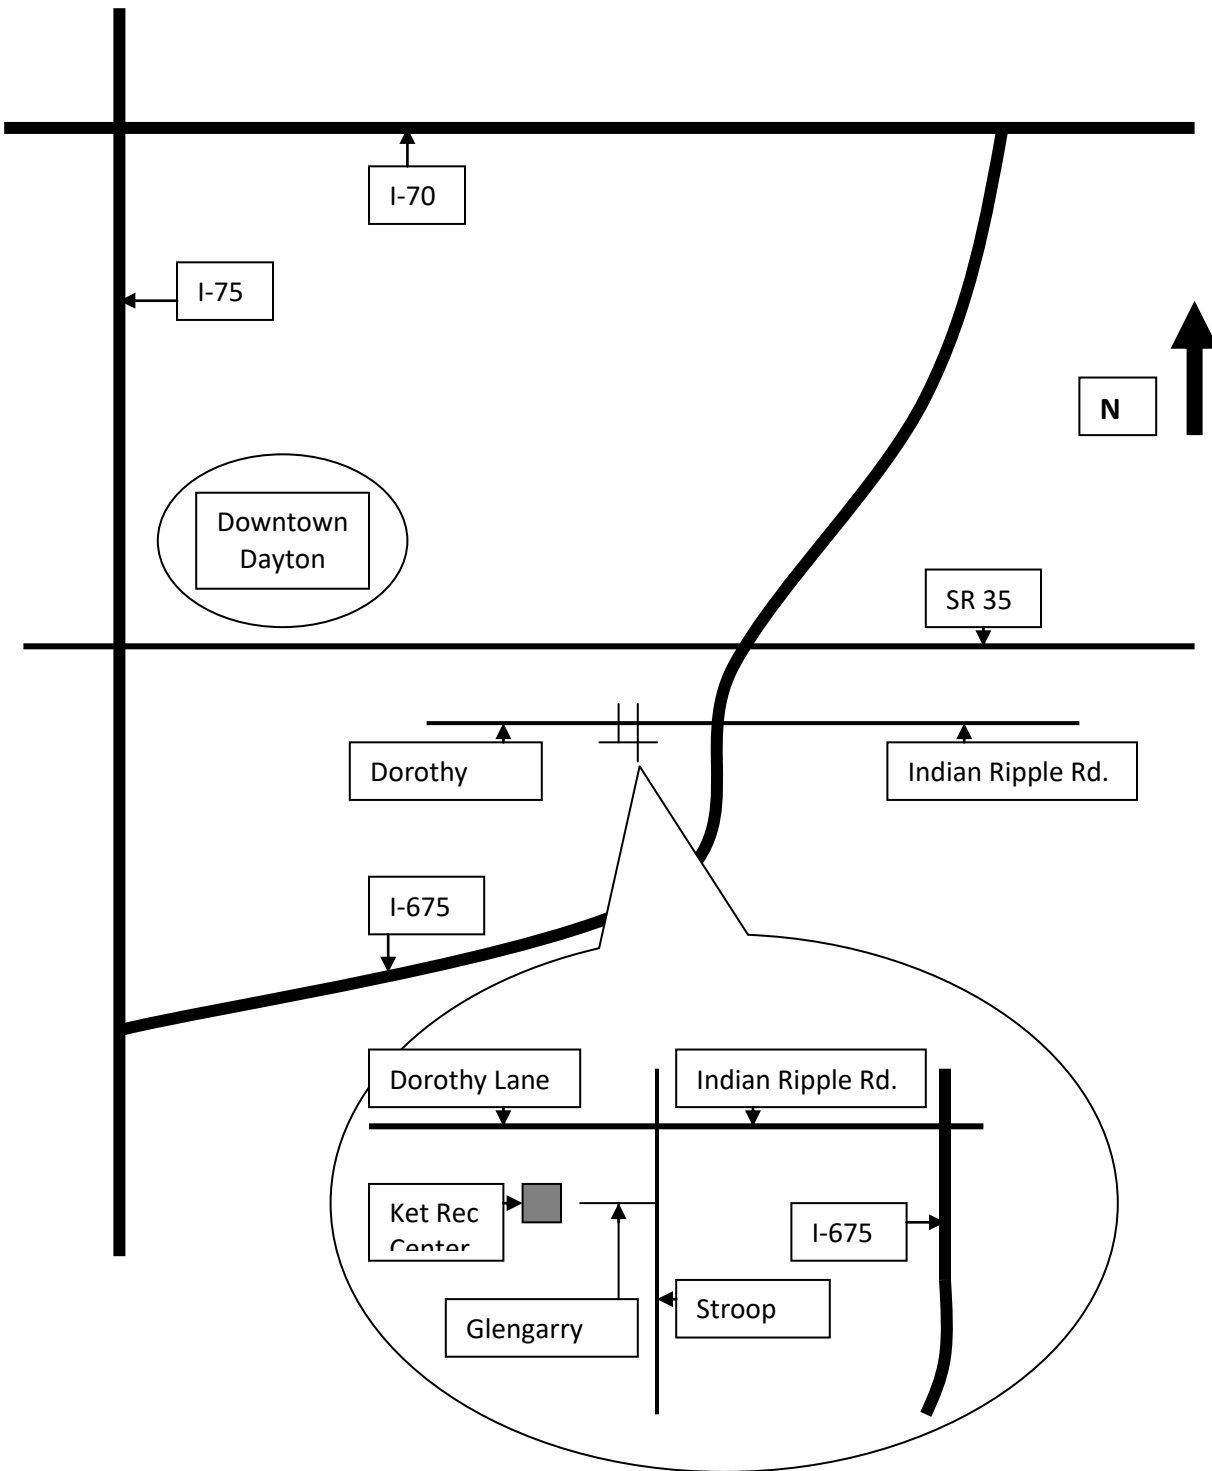 I-70
I-75
N
Downtown
Dayton
SR 35
Dorothy
Indian Ripple Rd.
I-675
Dorothy Lane
Indian Ripple Rd.
Ket Rec
Center
I-675
Stroop
Glengarry